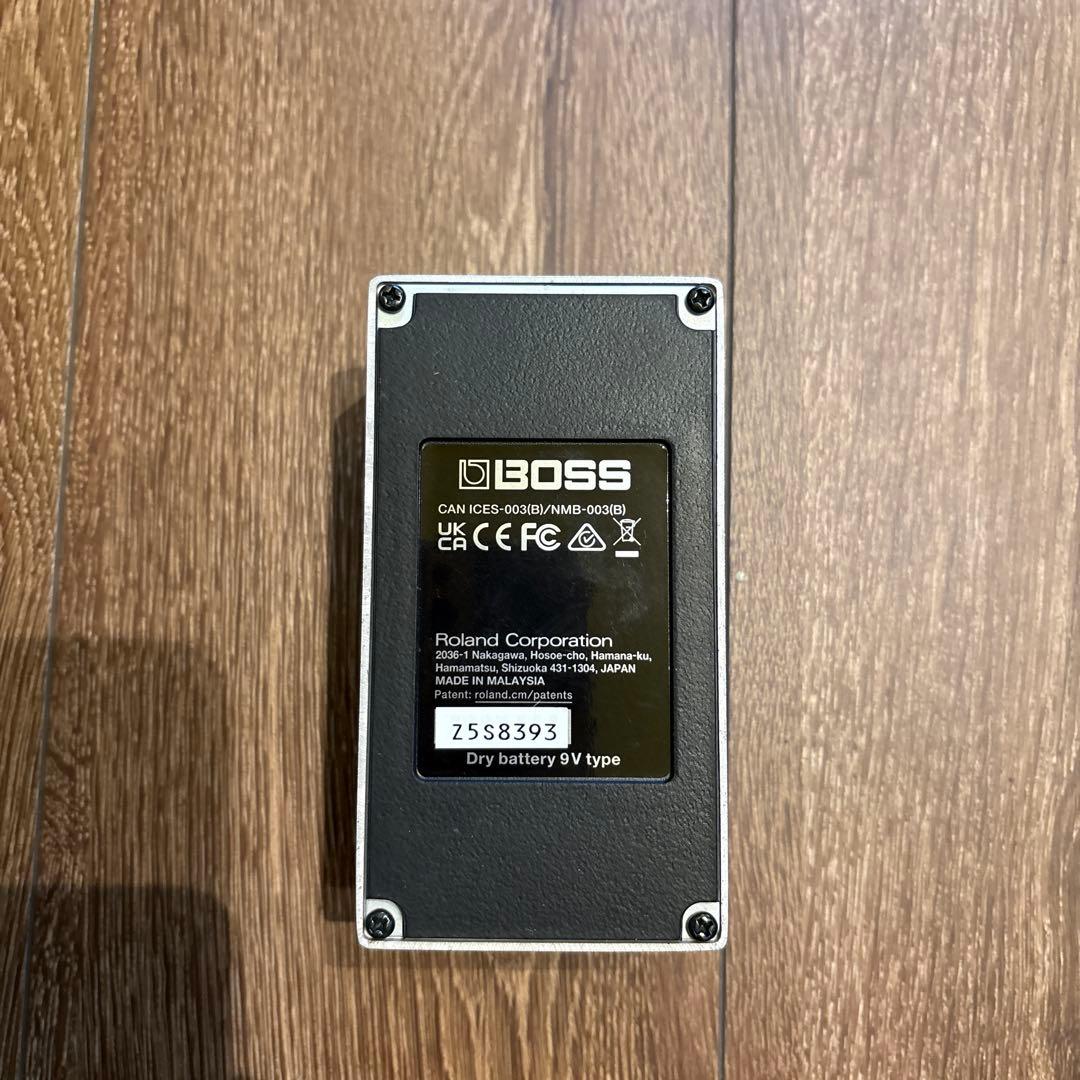 BOSS
CAN ICES-003(B)/NMB-003(B)
UK CA CE FC
Roland Corporation
2036-1 Nakagawa, Hosoe-cho, Hamana-ku,
Hamamatsu, Shizuoka 431-1304, JAPAN
MADE IN MALAYSIA
Patent: roland.cm/patents
Z5S8393
Dry battery 9V type